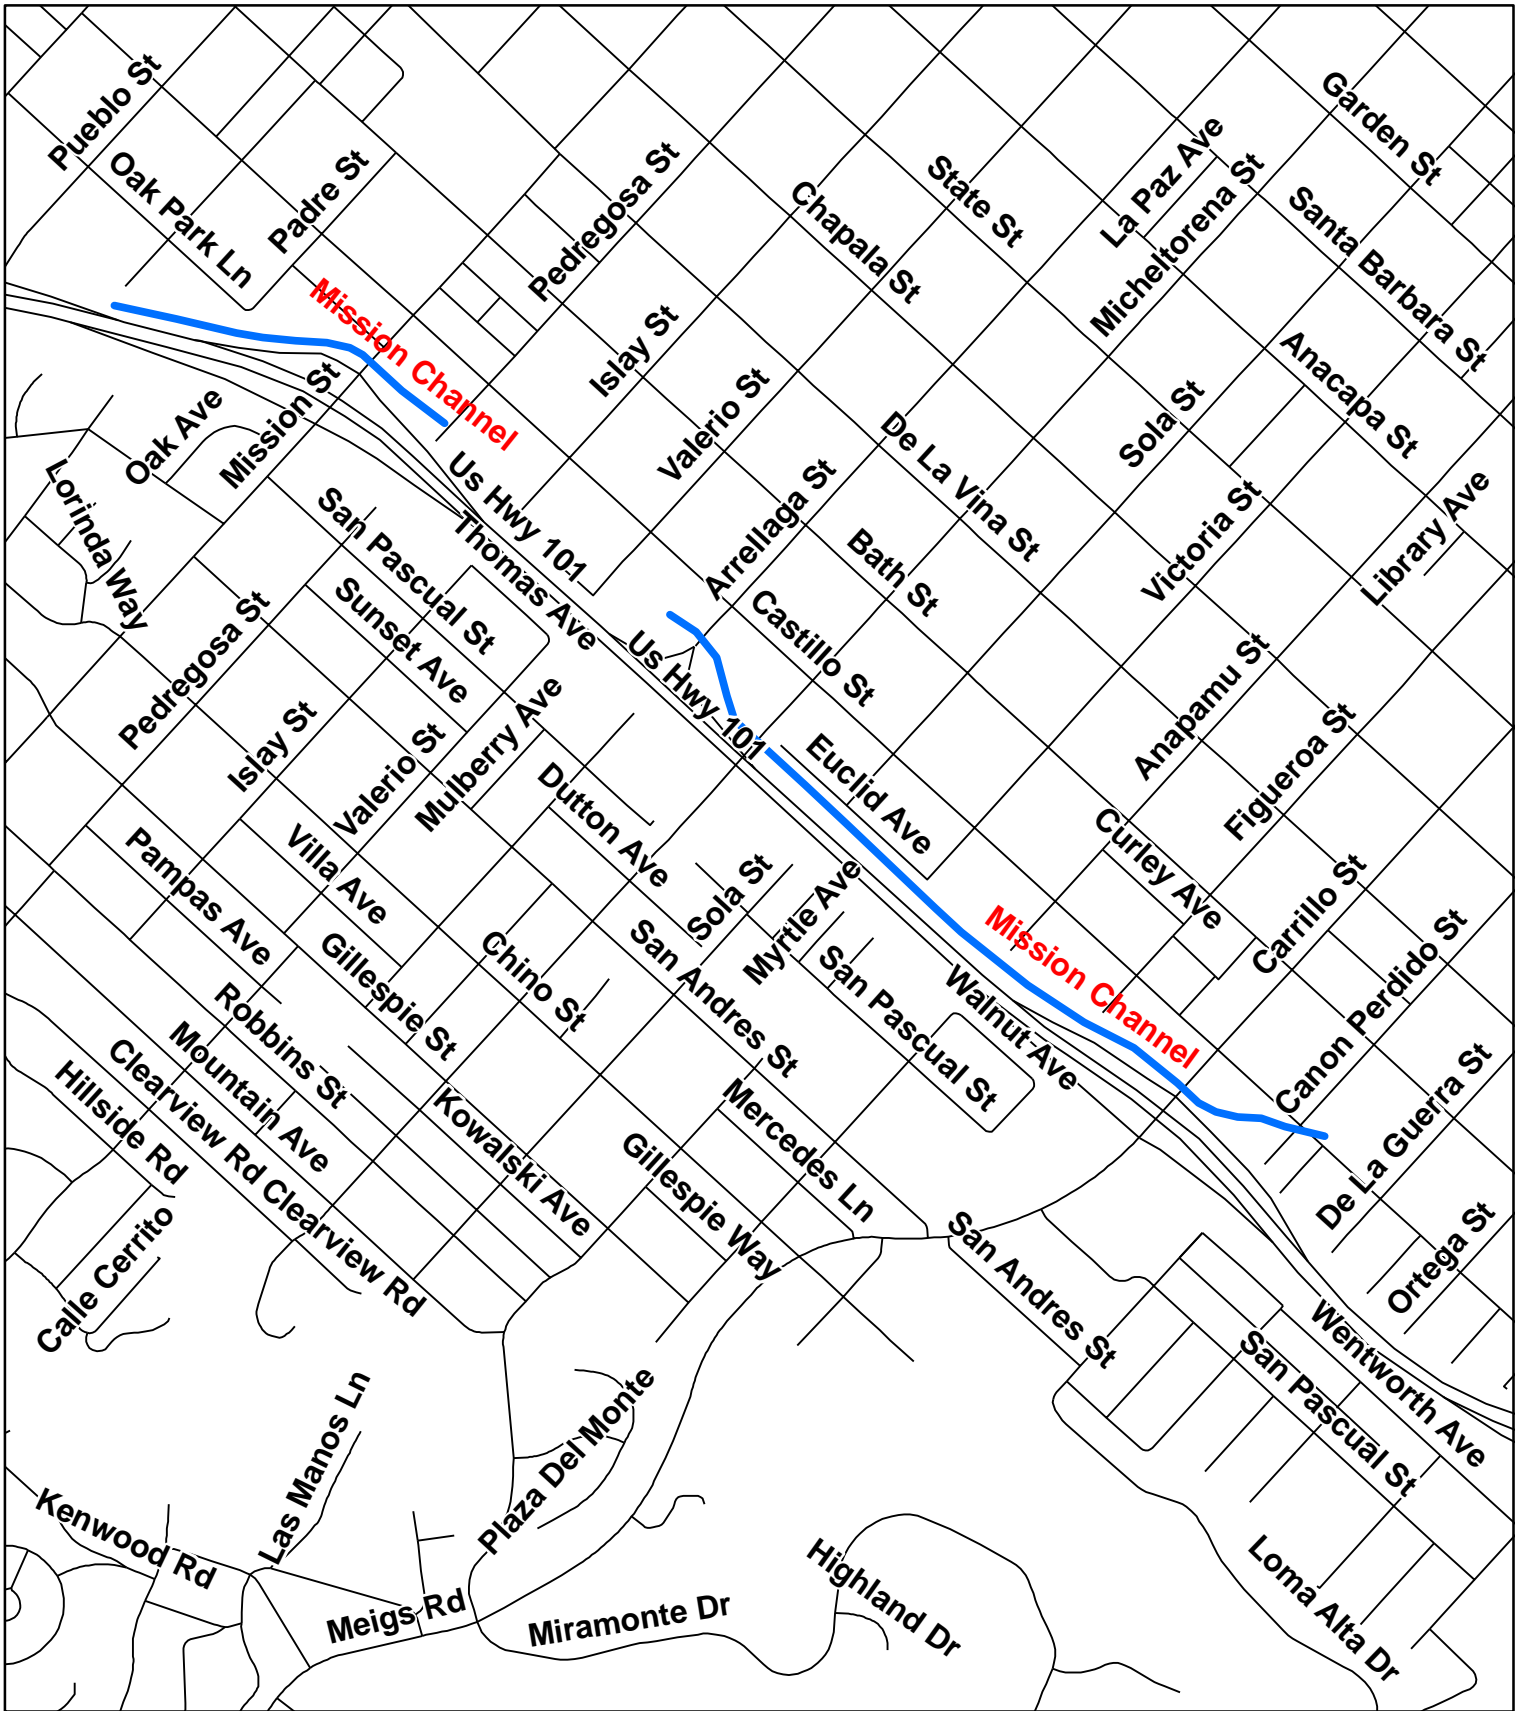 Pueblo St
Garden St
Oak Park Ln
Padre St
Pedregosa St
La Paz Ave
State St
Micheltorena St
Chapala St
Santa Barbara St
Mission Channel
Islay St
Anacapa St
Mission St
Oak Ave
Valerio St
Sola St
De La Vina St
Lorinda Way
Us Hwy 101
San Pascual St
Thomas Ave
Arrellaga St
Bath St
Victoria St
Library Ave
Sunset Ave
Castillo St
Pedregosa St
Us Hwy 101
Anapamu St
Islay St
Valerio St
Mulberry Ave
Figueroa St
Euclid Ave
Dutton Ave
Curley Ave
Pampas Ave
Villa Ave
Sola St
Myrtle Ave
Carrillo St
Mission Channel
Canon Perdido St
Gillespie St
Chino St
San Andres St
San Pascual St
Walnut Ave
Robbins St
Mountain Ave
Clearview Rd
Hillside Rd
Kowalski Ave
Mercedes Ln
De La Guerra St
Gillespie Way
Clearview Rd
Calle Cerrito
San Andres St
Ortega St
Wentworth Ave
San Pascual St
Las Manos Ln
Plaza Del Monte
Kenwood Rd
Meigs Rd
Miramonte Dr
Highland Dr
Loma Alta Dr